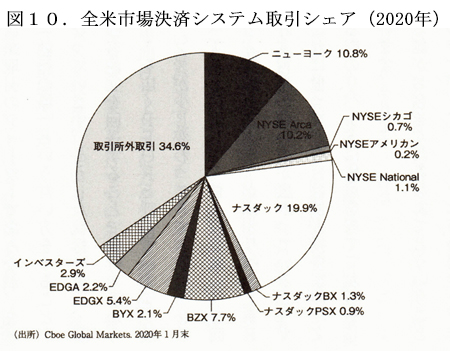 図１０．全米市場決済システム取引シェア（2020年）
ニューヨーク 10.8%
NYSE Arca
10.2%
NYSEシカゴ
0.7%
NYSEアメリカン
0.2%
NYSE National
1.1%
ナスダック 19.9%
ナスダックBX 1.3%
ナスダックPSX 0.9%
BZX 7.7%
BYX 2.1%
EDGX 5.4%
EDGA 2.2%
インベスターズ
2.9%
取引所外取引 34.6%
（出所）Cboe Global Markets. 2020年1月末